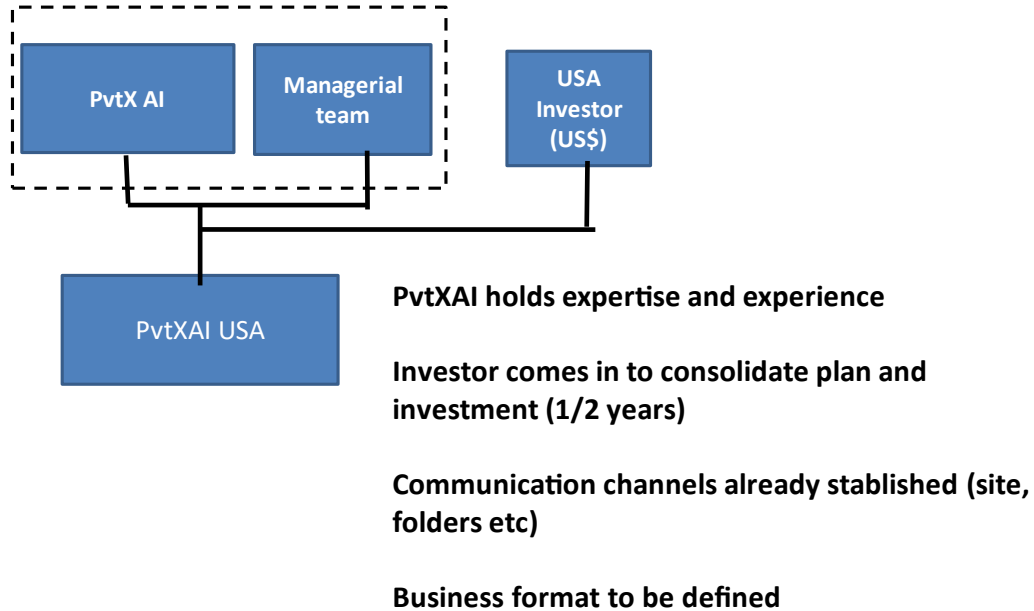 PvtX AI
Managerial
team
USA
Investor
(US$)
PvtXAI USA
PvtXAI holds expertise and experience
Investor comes in to consolidate plan and
investment (1/2 years)
Communication channels already stablished (site,
folders etc)
Business format to be defined